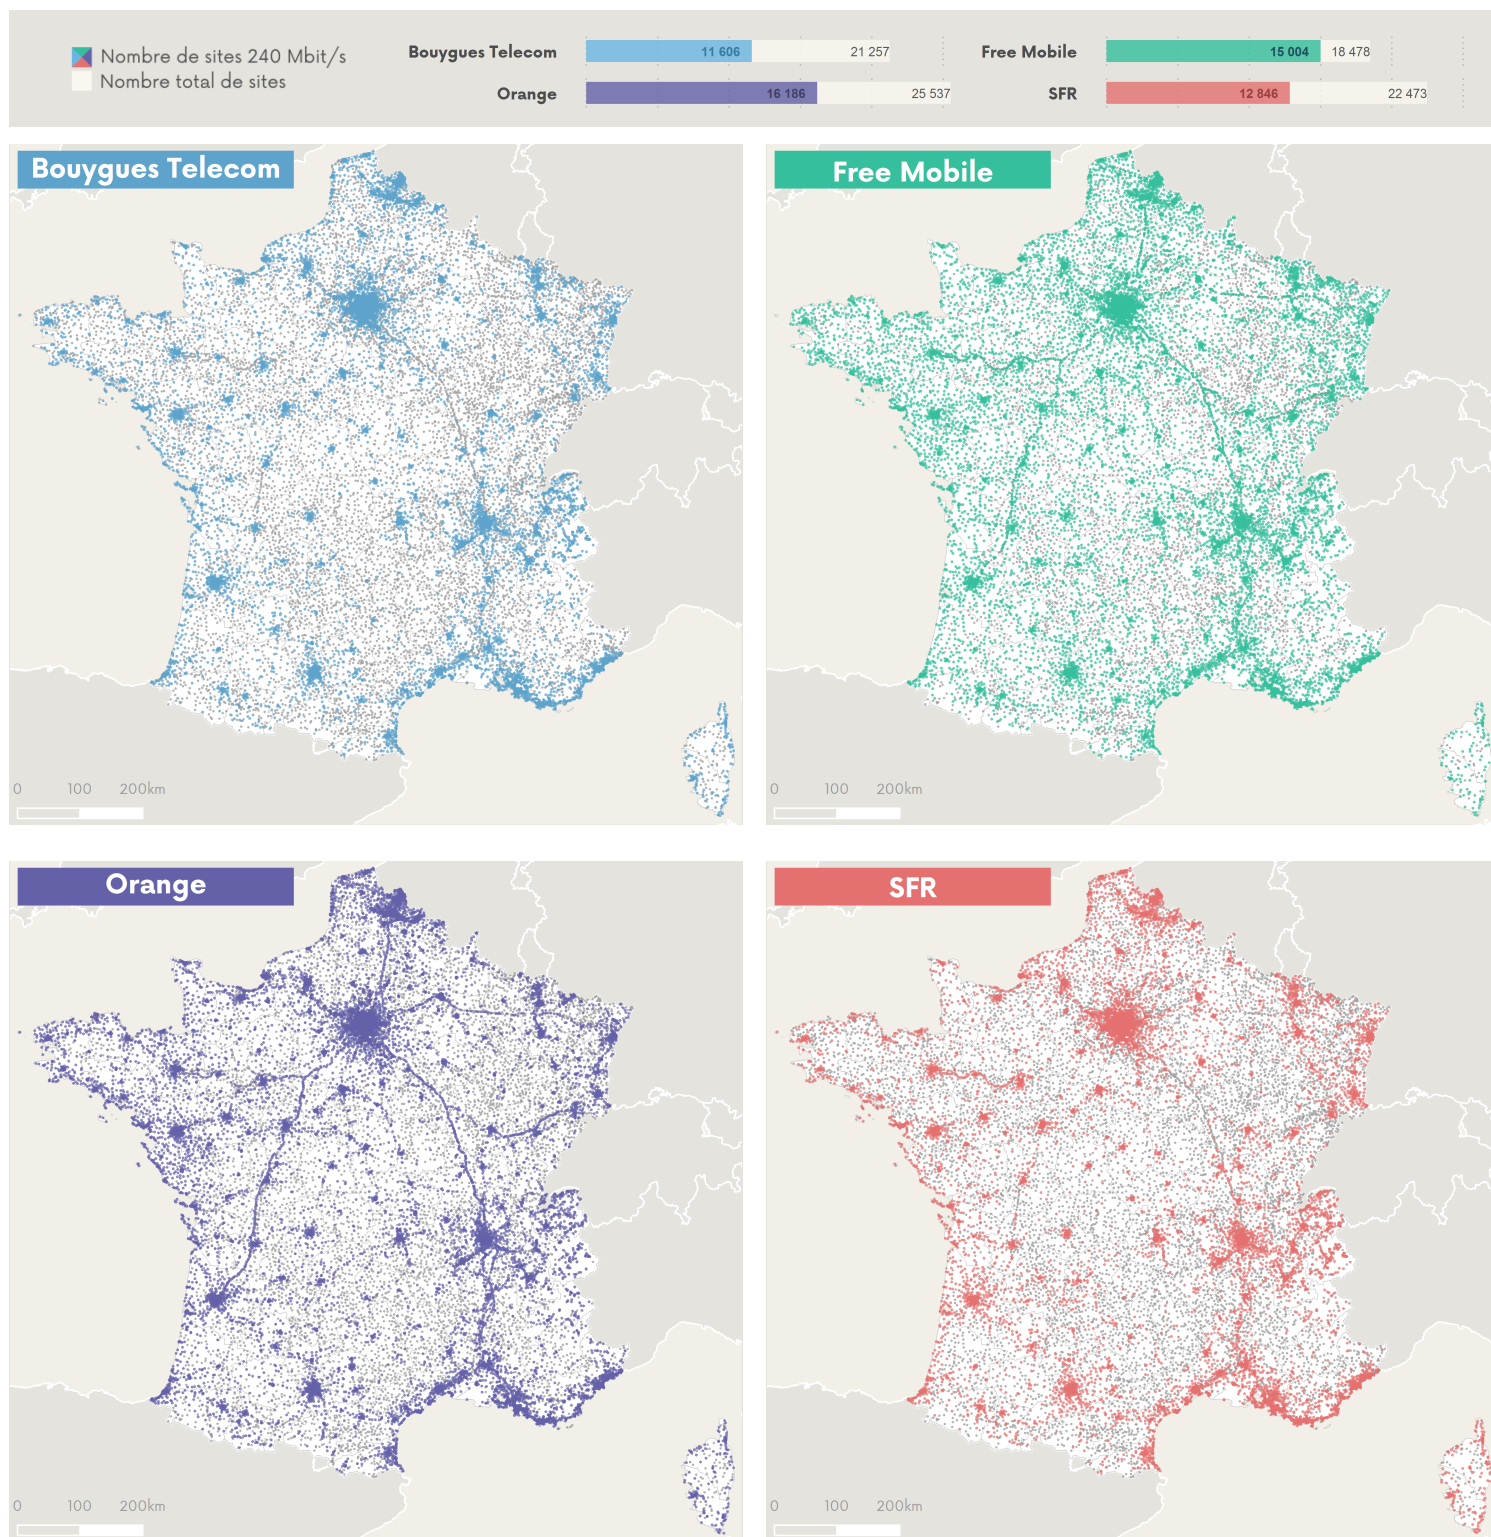 Nombre de sites 240 Mbit/s
Nombre total de sites
Bouygues Telecom 11 606 21 257
Orange 16 186 25 537
Free Mobile 15 004 18 478
SFR 12 846 22 473
Bouygues Telecom
0 100 200km
Free Mobile
0 100 200km
Orange
0 100 200km
SFR
0 100 200km